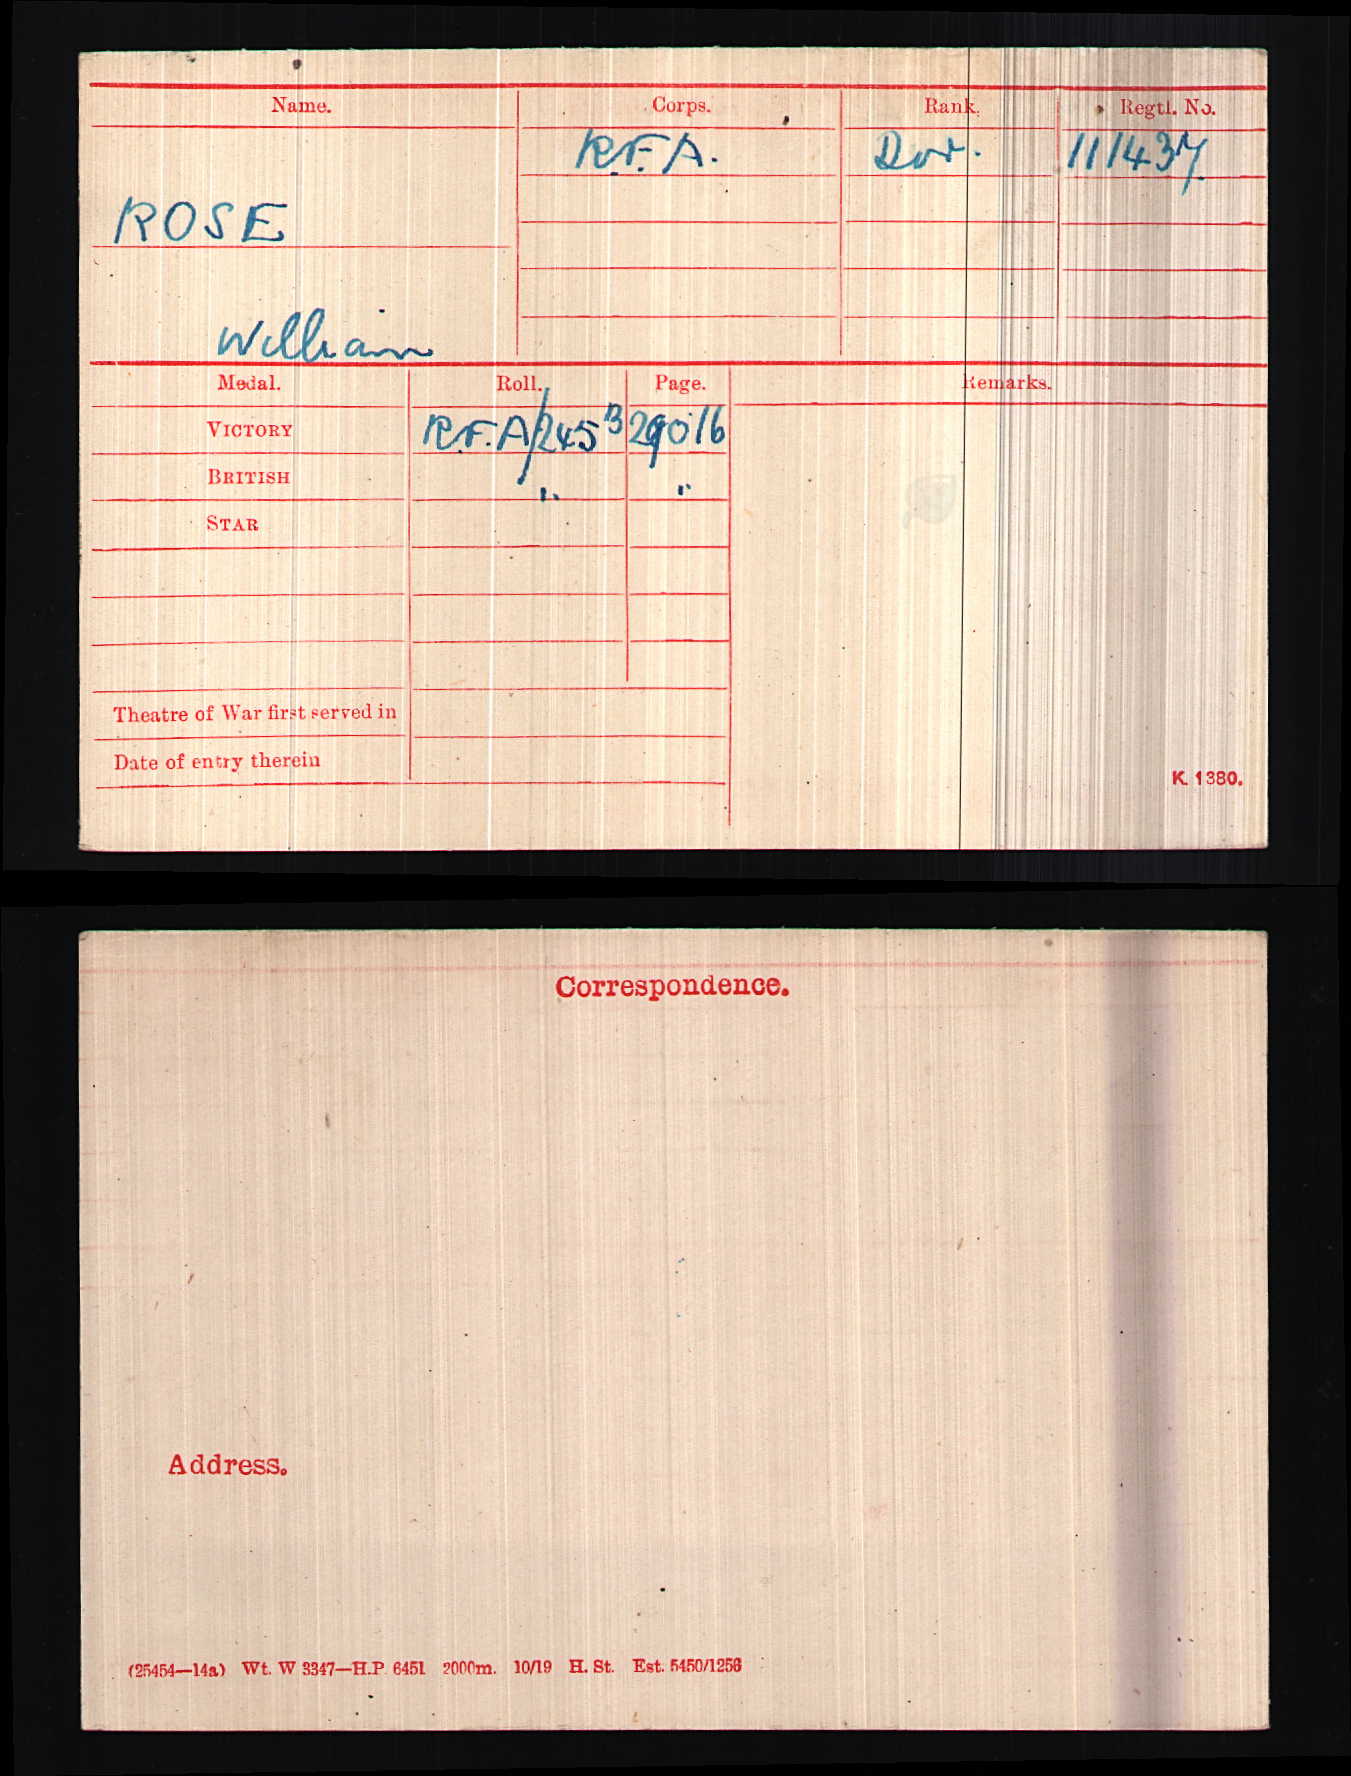 Name. Corps. Rank. Regtl. No.
R.F.A. Dvr. 111437
ROSE
William
Medal. Roll. Page. Remarks.
VICTORY R.F.A/245B 29016
BRITISH " "
STAR
Theatre of War first served in
Date of entry therein
K. 1380.
Correspondence.
Address.
(25454—14a) Wt. W 3347—H.P. 6451 2000m. 10/19 H. St. Est. 5450/1256